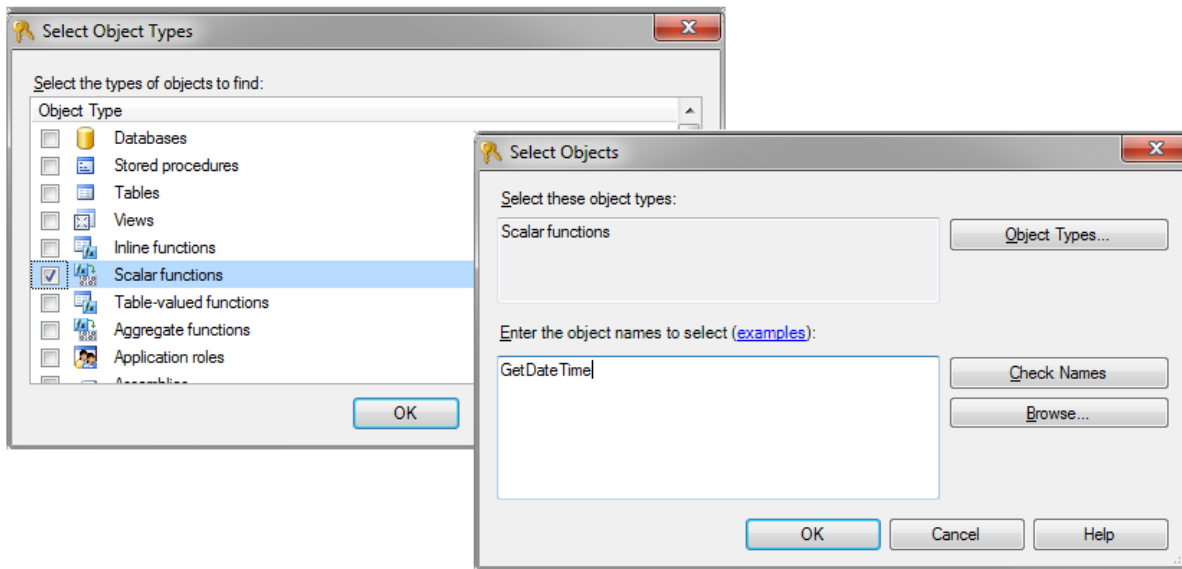 Select Object Types
Select the types of objects to find:
Object Type
Databases
Stored procedures
Tables
Views
Inline functions
Scalar functions
Table-valued functions
Aggregate functions
Application roles
OK
Select Objects
Select these object types:
Scalar functions
Object Types...
Enter the object names to select (examples):
GetDateTime
Check Names
Browse...
OK Cancel Help